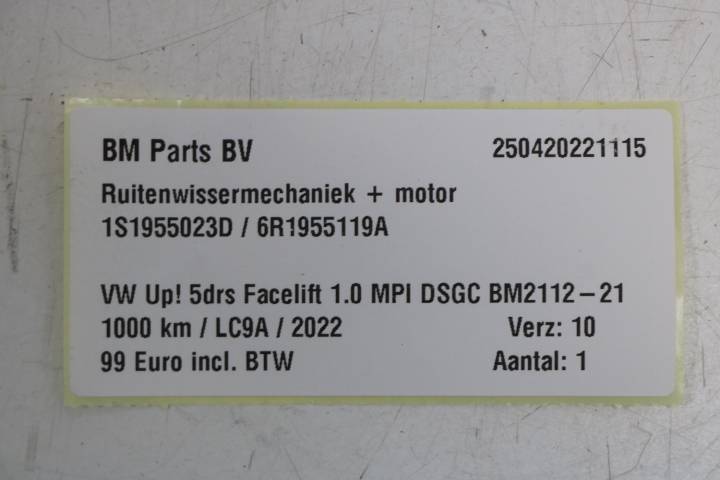 BM Parts BV 250420221115
Ruitenwissermechaniek + motor
1S1955023D / 6R1955119A
VW Up! 5drs Facelift 1.0 MPI DSGC BM2112-21
1000 km / LC9A / 2022 Verz: 10
99 Euro incl. BTW Aantal: 1